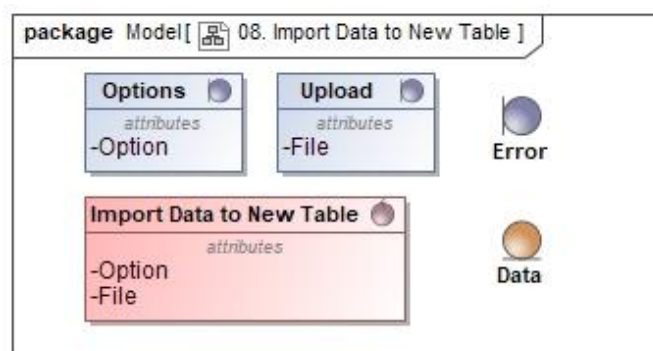 package Model[ 08. Import Data to New Table ]
Options
attributes
-Option
Upload
attributes
-File
Error
Import Data to New Table
attributes
-Option
-File
Data